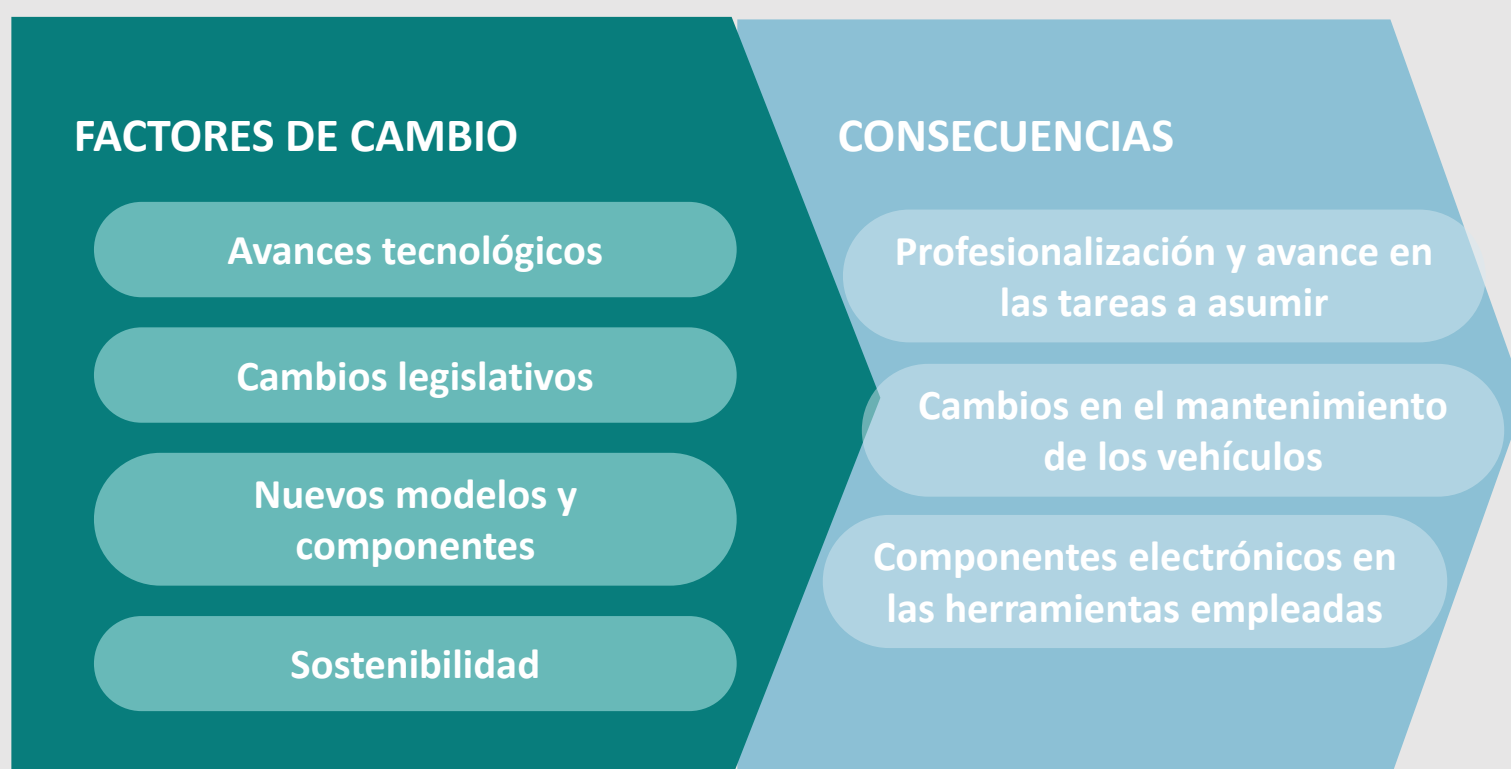 FACTORES DE CAMBIO
Avances tecnológicos
Cambios legislativos
Nuevos modelos y
componentes
Sostenibilidad
CONSECUENCIAS
Profesionalización y avance en
las tareas a asumir
Cambios en el mantenimiento
de los vehículos
Componentes electrónicos en
las herramientas empleadas